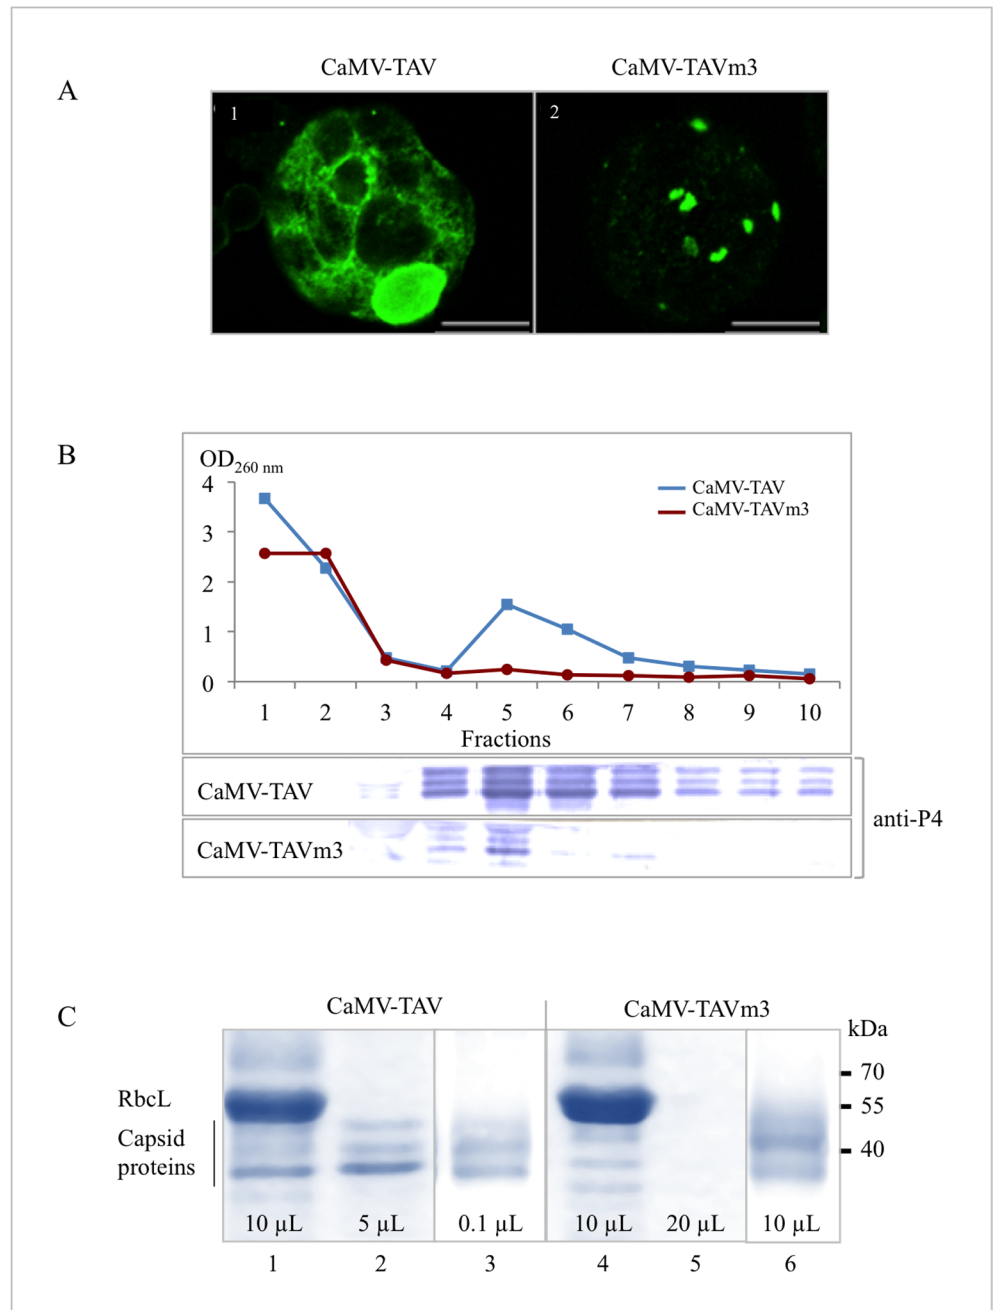 CaMV-TAV CaMV-TAVm3
A
1 2
B
OD260 nm
4
3
2
1
0
CaMV-TAV
CaMV-TAVm3
1 2 3 4 5 6 7 8 9 10
Fractions
CaMV-TAV
CaMV-TAVm3
anti-P4
C
CaMV-TAV CaMV-TAVm3
kDa
70
55
40
RbcL
Capsid
proteins
10 µL 5 µL 0.1 µL 10 µL 20 µL 10 µL
1 2 3 4 5 6